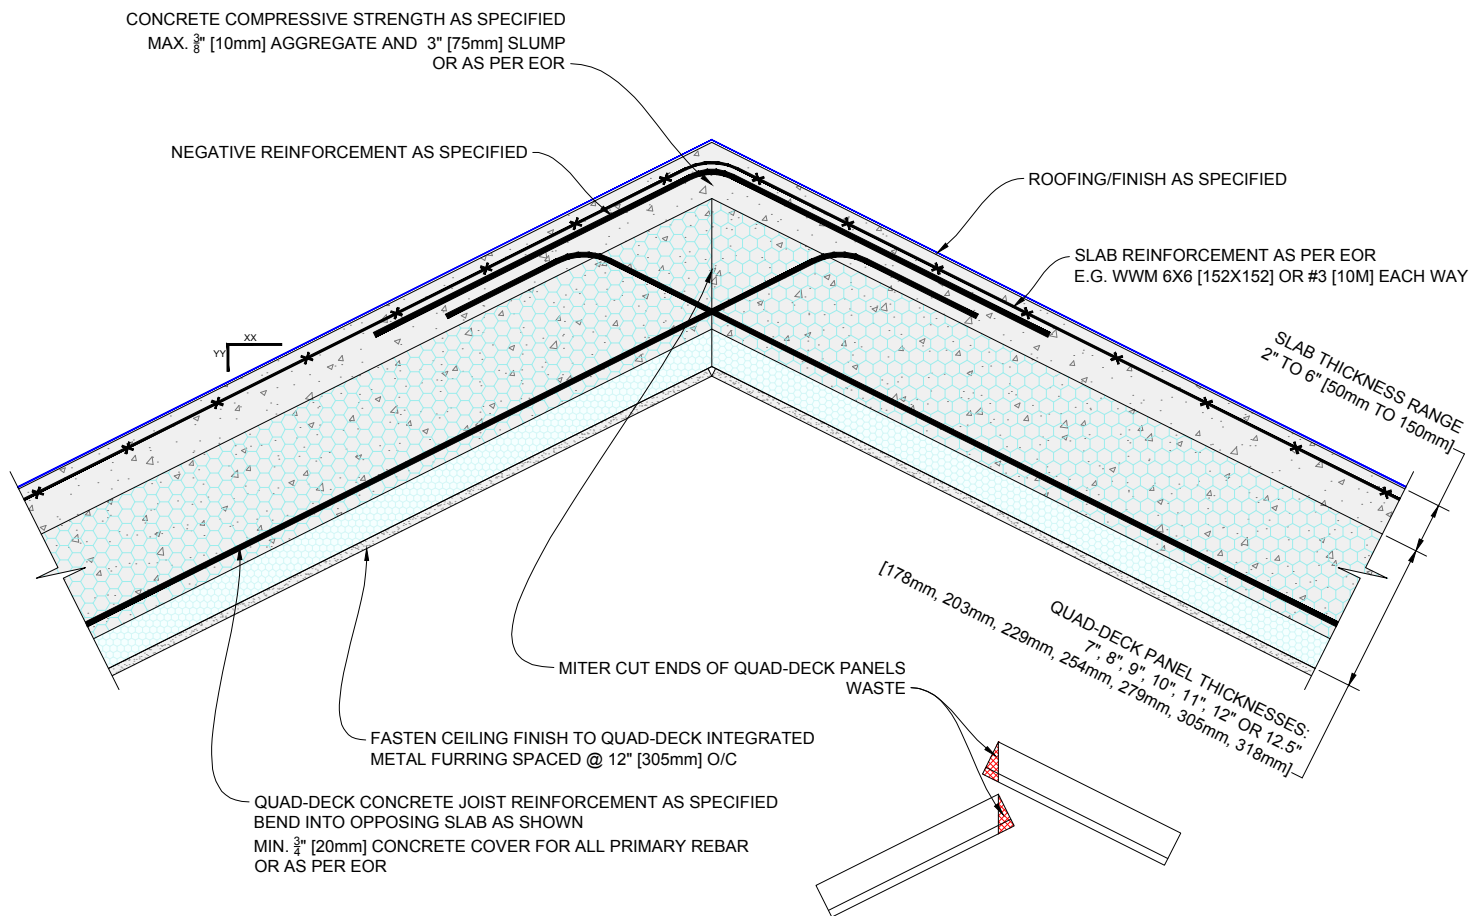 CONCRETE COMPRESSIVE STRENGTH AS SPECIFIED
MAX. 3/8" [10mm] AGGREGATE AND 3" [75mm] SLUMP
OR AS PER EOR
NEGATIVE REINFORCEMENT AS SPECIFIED
ROOFING/FINISH AS SPECIFIED
SLAB REINFORCEMENT AS PER EOR
E.G. WWM 6X6 [152X152] OR #3 [10M] EACH WAY
XX
YY
SLAB THICKNESS RANGE
2" TO 6" [50mm TO 150mm]
QUAD-DECK PANEL THICKNESSES:
7", 8", 9", 10", 11", 12" OR 12.5"
[178mm, 203mm, 229mm, 254mm, 279mm, 305mm, 318mm]
MITER CUT ENDS OF QUAD-DECK PANELS
WASTE
FASTEN CEILING FINISH TO QUAD-DECK INTEGRATED
METAL FURRING SPACED @ 12" [305mm] O/C
QUAD-DECK CONCRETE JOIST REINFORCEMENT AS SPECIFIED
BEND INTO OPPOSING SLAB AS SHOWN
MIN. 3/4" [20mm] CONCRETE COVER FOR ALL PRIMARY REBAR
OR AS PER EOR